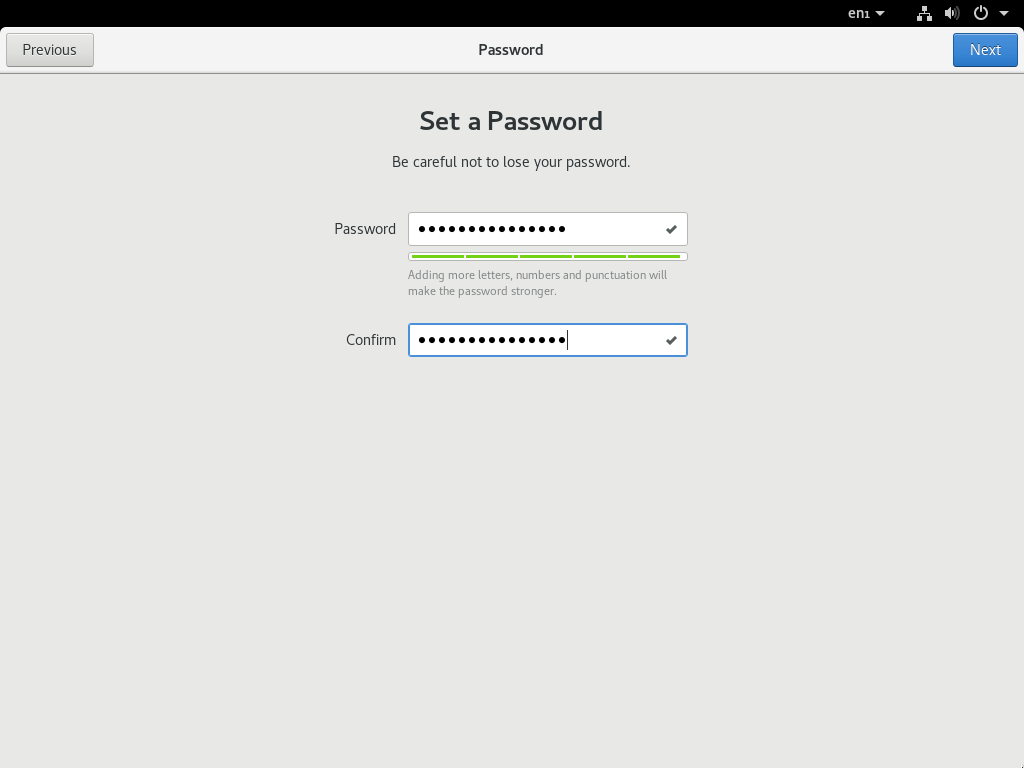 en1
Previous
Password
Next
Set a Password
Be careful not to lose your password.
Password
Adding more letters, numbers and punctuation will
make the password stronger.
Confirm